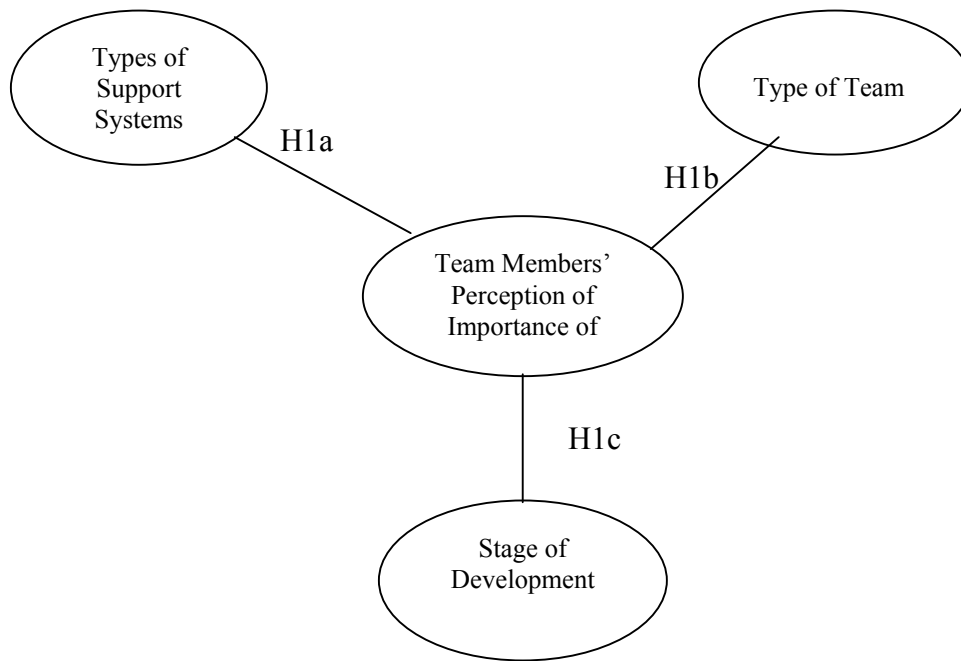 Types of
Support
Systems
Type of Team
H1a
H1b
Team Members’
Perception of
Importance of
H1c
Stage of
Development